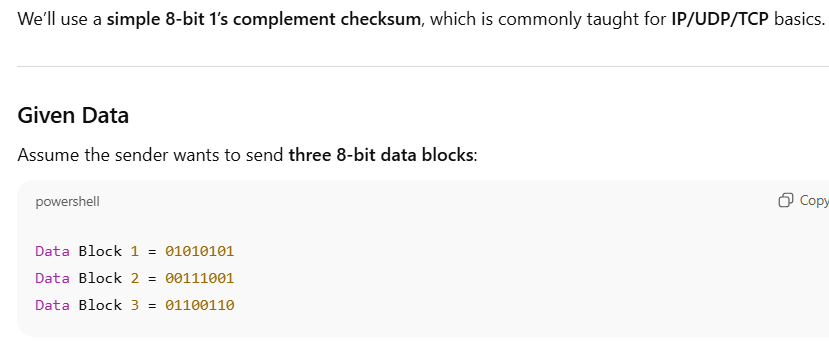 We’ll use a simple 8-bit 1’s complement checksum, which is commonly taught for IP/UDP/TCP basics.
Given Data
Assume the sender wants to send three 8-bit data blocks:
powershell
Copy
Data Block 1 = 01010101
Data Block 2 = 00111001
Data Block 3 = 01100110